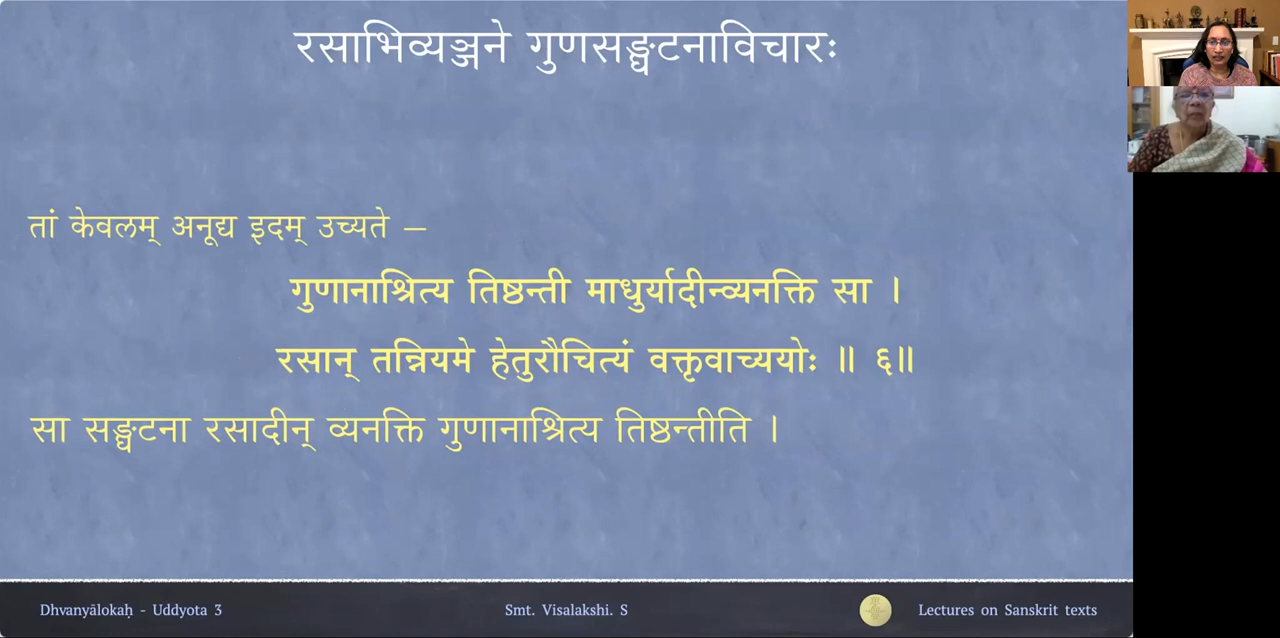 रसाभिव्यञ्जने गुणसङ्घटनाविचारः
तां केवलम् अनूद्य इदम् उच्यते –
गुणानाश्रित्य तिष्ठन्ती माधुर्यादीन्व्यनक्ति सा ।
रसान् तन्नियमे हेतुरौचित्यं वक्तृवाच्ययोः ॥ ६॥
सा सङ्घटना रसादीन् व्यनक्ति गुणानाश्रित्य तिष्ठन्तीति ।
Dhvanyālokaḥ - Uddyota 3
Smt. Visalakshi. S
Lectures on Sanskrit texts